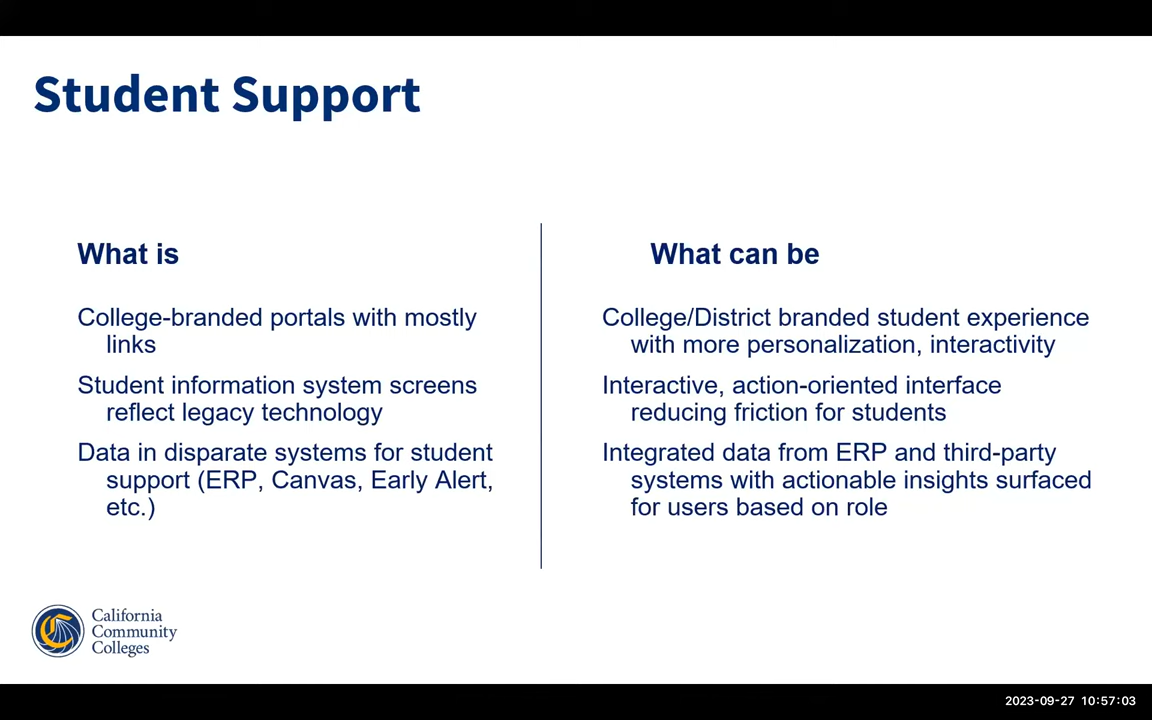 Student Support
What is
College-branded portals with mostly
links
Student information system screens
reflect legacy technology
Data in disparate systems for student
support (ERP, Canvas, Early Alert,
etc.)
What can be
College/District branded student experience
with more personalization, interactivity
Interactive, action-oriented interface
reducing friction for students
Integrated data from ERP and third-party
systems with actionable insights surfaced
for users based on role
California
Community
Colleges
2023-09-27 10:57:03